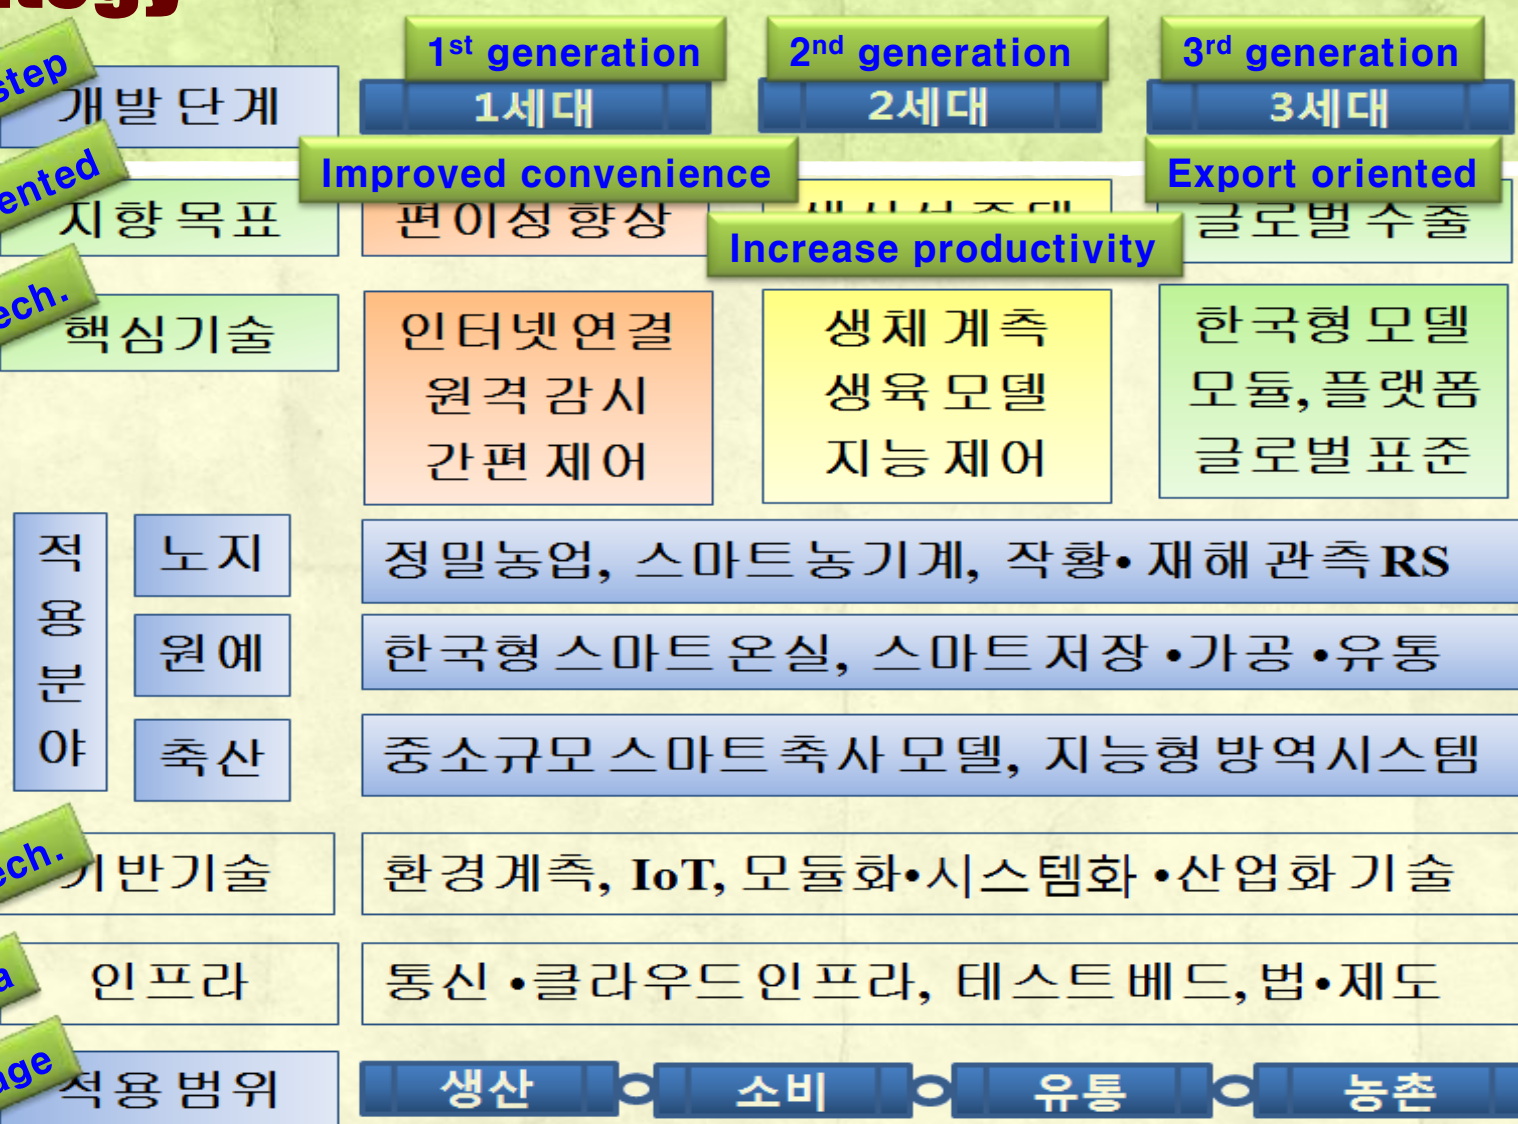 1st generation 2nd generation 3rd generation
step
개발 단계 1세대 2세대 3세대
Improved convenience Export oriented
지향 목표 편이성 향상 글로벌 수출
Increase productivity
핵심기술
인터넷 연결
원격 감시
간편 제어
생체 계측
생육 모델
지능 제어
한국형 모델
모듈, 플랫폼
글로벌 표준
적용분야
노지 정밀농업, 스마트 농기계, 작황• 재해 관측 RS
원예 한국형 스마트 온실, 스마트 저장 •가공 •유통
축산 중소규모 스마트 축사 모델, 지능형 방역시스템
기반기술 환경계측, IoT, 모듈화•시스템화 •산업화 기술
인프라 통신 •클라우드 인프라, 테스트 베드, 법•제도
적용 범위 생산 소비 유통 농촌